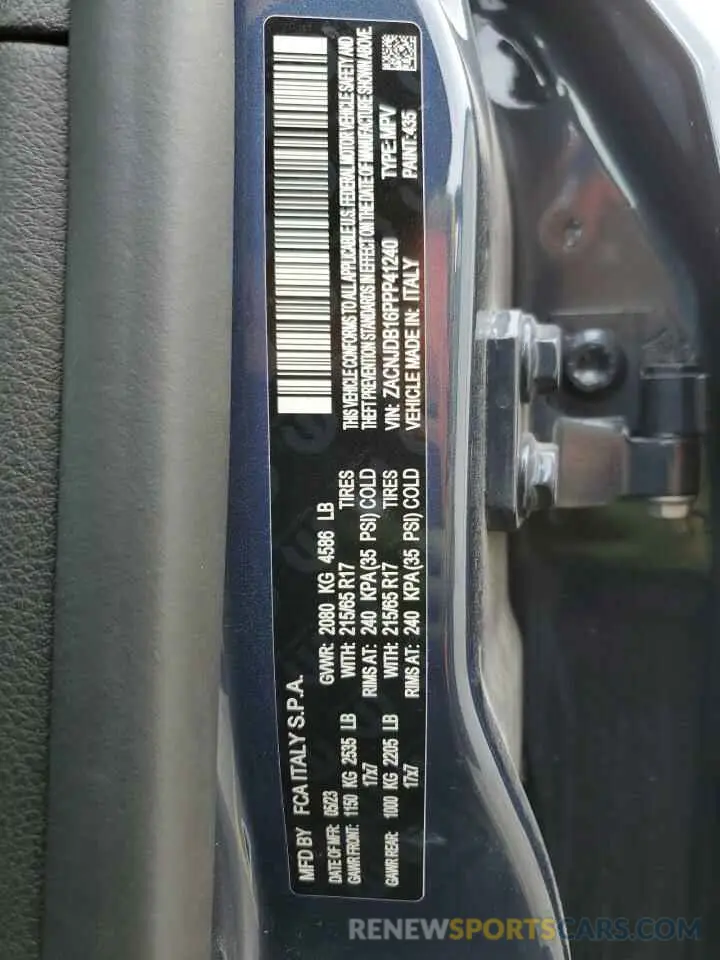 MFD BY FCA ITALY S.P.A.
DATE OF MFR: 05/23 GVWR: 2080 KG 4586 LB
GAWR FRONT: 1150 KG 2535 LB WITH: 215/65 R17 TIRES
17x7 RIMS AT: 240 KPA(35 PSI) COLD
GAWR REAR: 1000 KG 2205 LB WITH: 215/65 R17 TIRES
17x7 RIMS AT: 240 KPA(35 PSI) COLD
THIS VEHICLE CONFORMS TO ALL APPLICABLE U.S. FEDERAL MOTOR VEHICLE SAFETY AND
THEFT PREVENTION STANDARDS IN EFFECT ON THE DATE OF MANUFACTURE SHOWN ABOVE
VIN: ZACNJDB16PPP41240 TYPE:MPV
VEHICLE MADE IN: ITALY PAINT:435
RENEWSPORTSCARS.COM